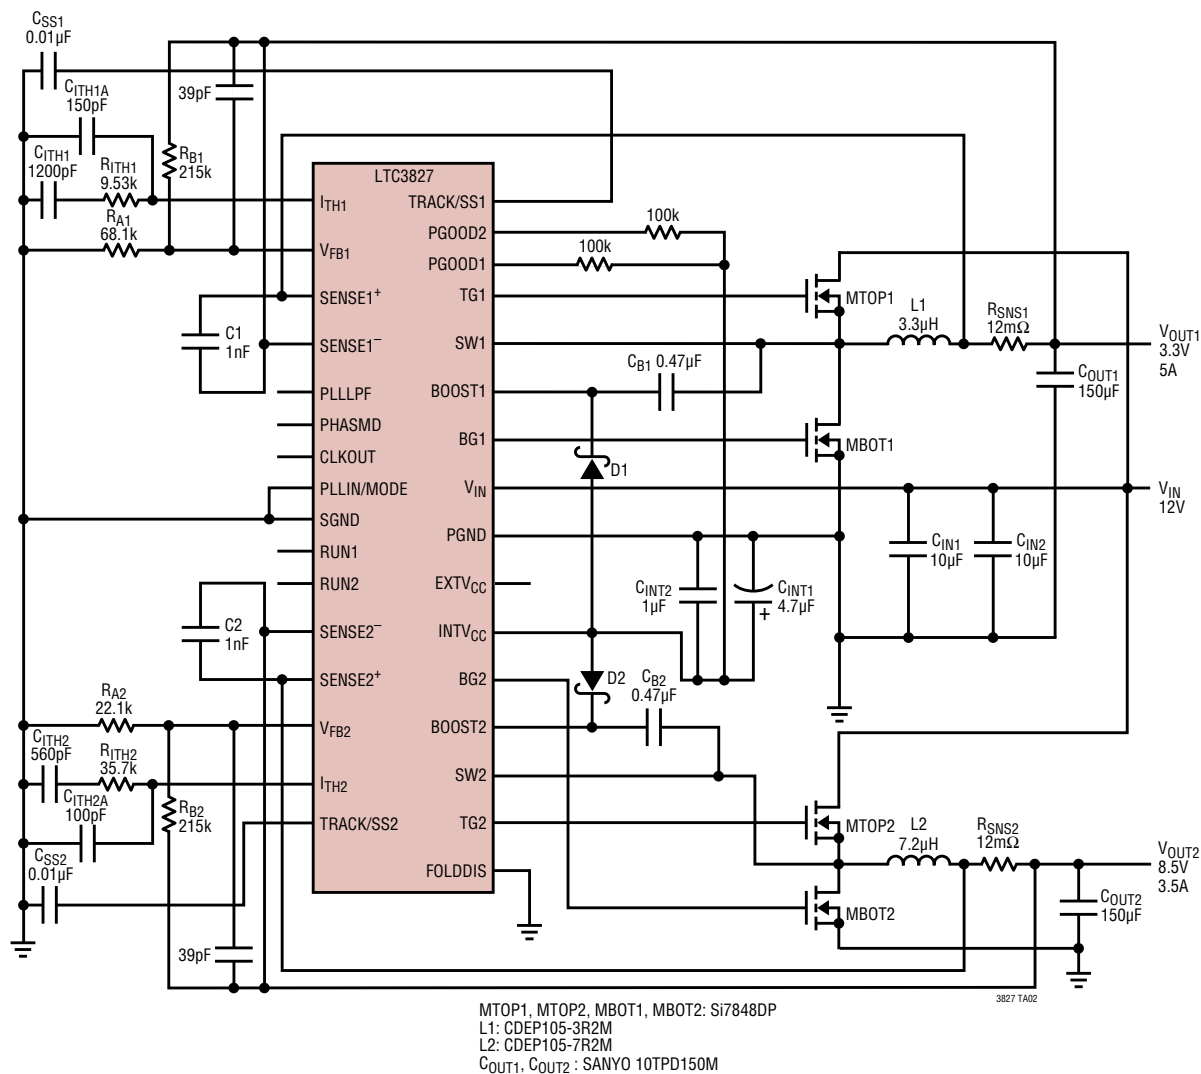 CSS1
0.01µF
CITH1A
150pF
39pF
CITH1
1200pF
RITH1
9.53k
RB1
215k
RA1
68.1k
LTC3827
ITH1
VFB1
SENSE1+
SENSE1–
PLLLPF
PHASMD
CLKOUT
PLLIN/MODE
SGND
RUN1
RUN2
SENSE2–
SENSE2+
VFB2
ITH2
TRACK/SS2
TRACK/SS1
PGOOD2
PGOOD1
TG1
SW1
BOOST1
BG1
VIN
PGND
EXTVCC
INTVCC
BG2
BOOST2
SW2
TG2
FOLDDIS
C1
1nF
C2
1nF
100k
100k
MTOP1
L1
3.3µH
RSNS1
12mΩ
VOUT1
3.3V
5A
CB1 0.47µF
COUT1
150µF
MBOT1
D1
VIN
12V
CIN1
10µF
CIN2
10µF
CINT2
1µF
CINT1
4.7µF
+
D2
CB2
0.47µF
RA2
22.1k
CITH2
560pF
RITH2
35.7k
CITH2A
100pF
RB2
215k
CSS2
0.01µF
39pF
MTOP2
L2
7.2µH
RSNS2
12mΩ
VOUT2
8.5V
3.5A
MBOT2
COUT2
150µF
3827 TA02
MTOP1, MTOP2, MBOT1, MBOT2: Si7848DP
L1: CDEP105-3R2M
L2: CDEP105-7R2M
COUT1, COUT2 : SANYO 10TPD150M